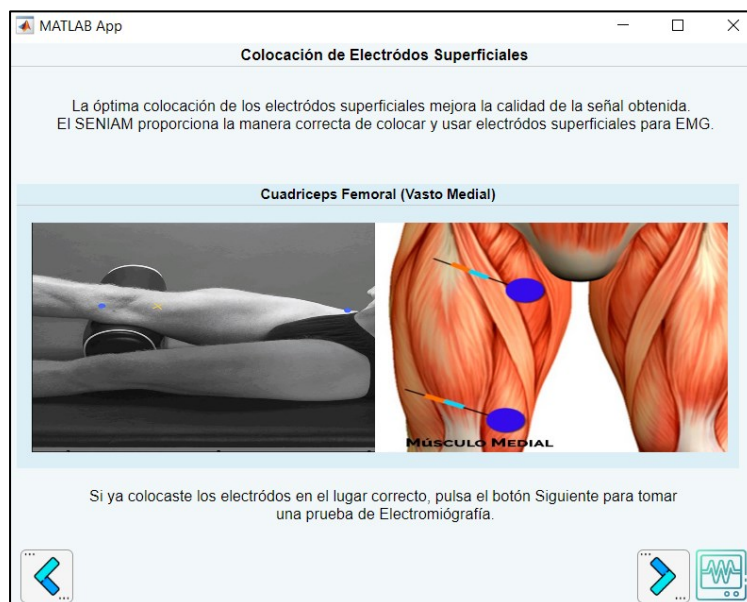 MATLAB App
Colocación de Electródos Superficiales
La óptima colocación de los electródos superficiales mejora la calidad de la señal obtenida.
El SENIAM proporciona la manera correcta de colocar y usar electródos superficiales para EMG.
Cuadriceps Femoral (Vasto Medial)
MÚSCULO MEDIAL
Si ya colocaste los electródos en el lugar correcto, pulsa el botón Siguiente para tomar
una prueba de Electromiógrafía.